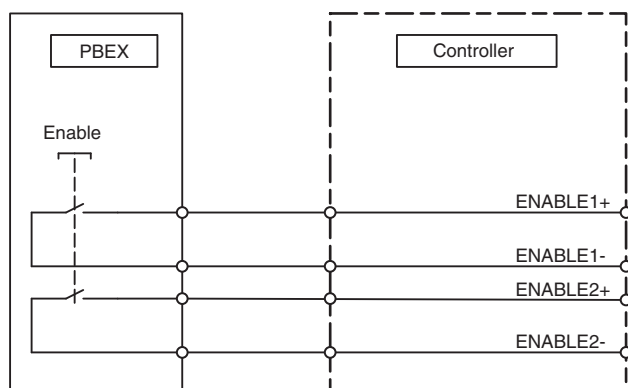 PBEX
Controller
Enable
ENABLE1+
ENABLE1-
ENABLE2+
ENABLE2-